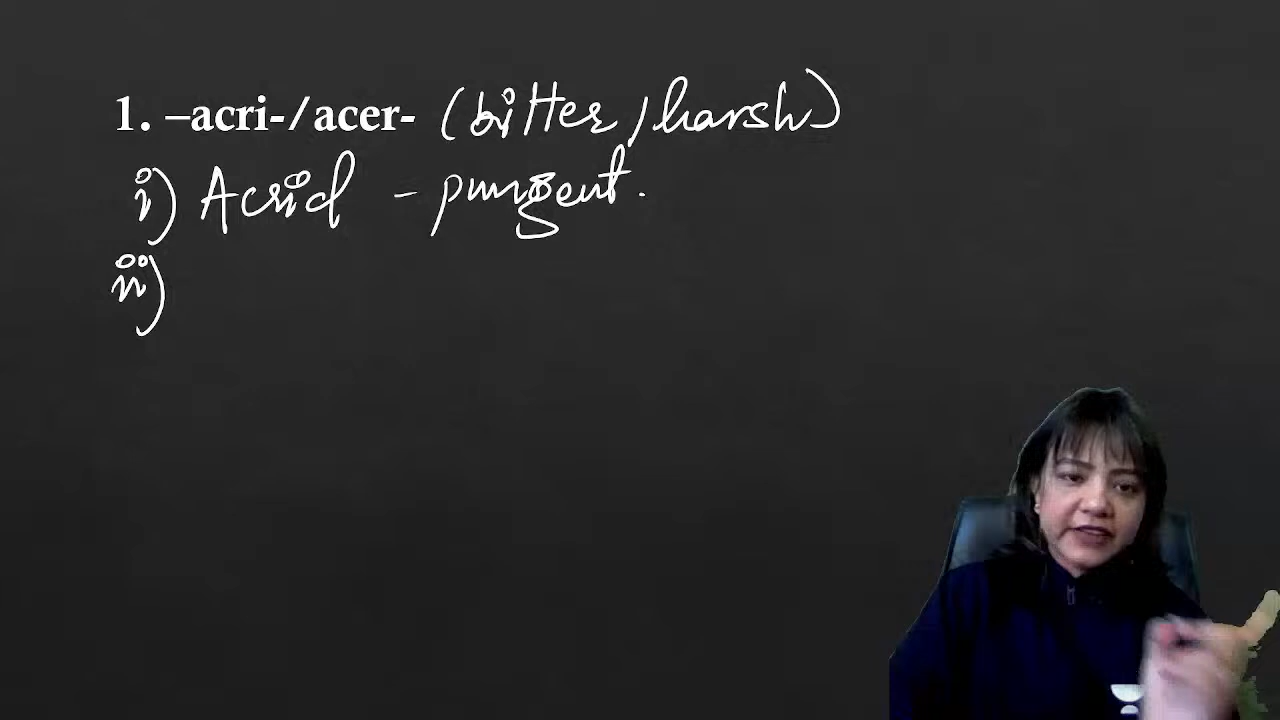 1. –acri-/acer- (bitter/harsh)
i) Acrid - pungent.
ii)